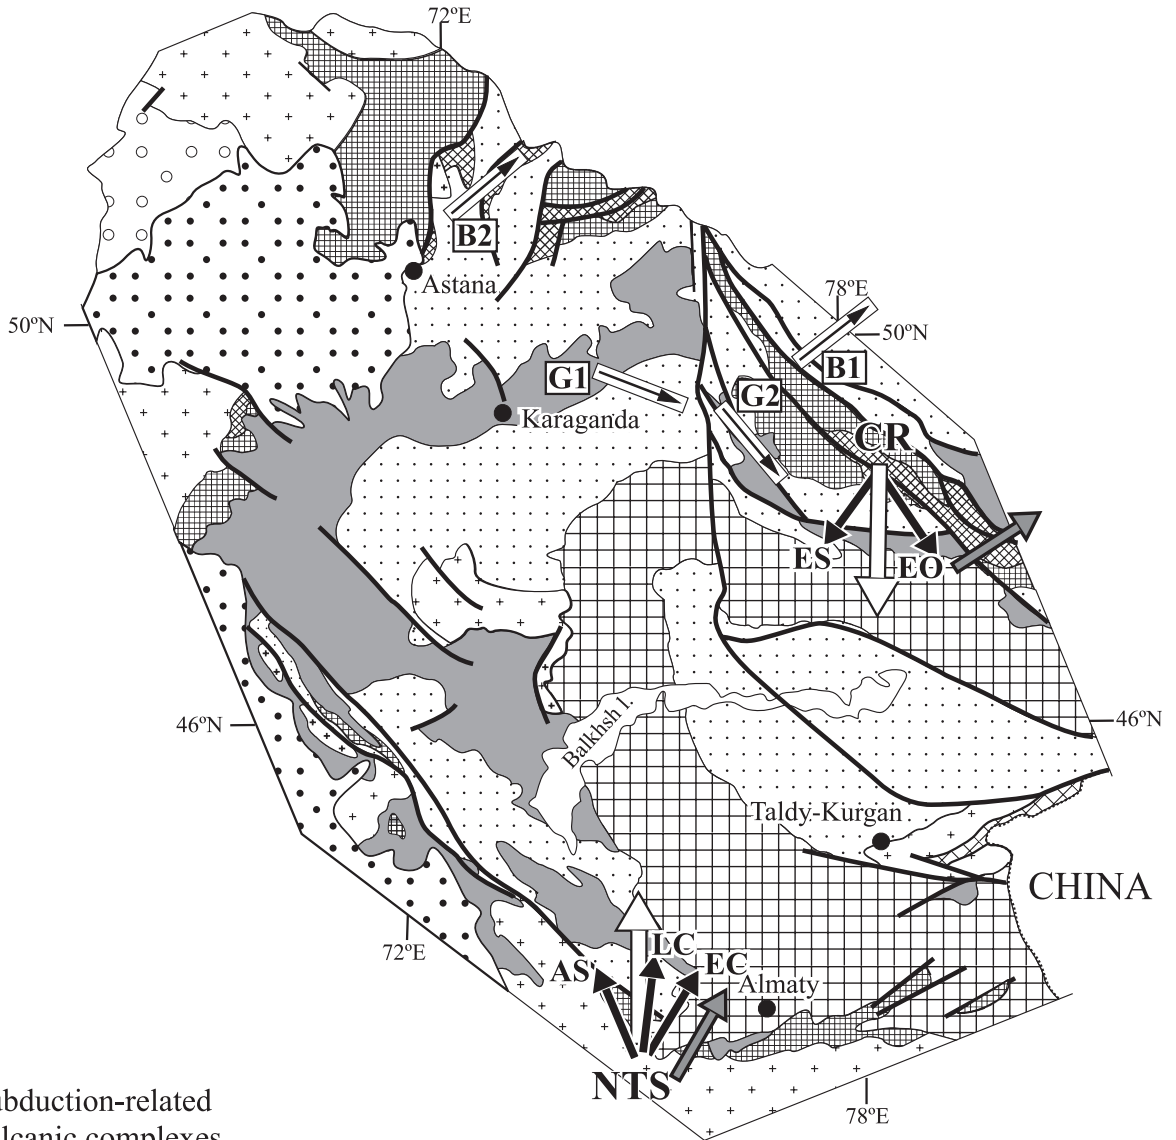 72ºE
B2
Astana
78ºE
50ºN
50ºN
B1
G1
G2
Karaganda
CR
ES
EO
46ºN
46ºN
Balkhsh l.
Taldy-Kurgan
CHINA
72ºE
LC
AS
EC
Almaty
NTS
78ºE